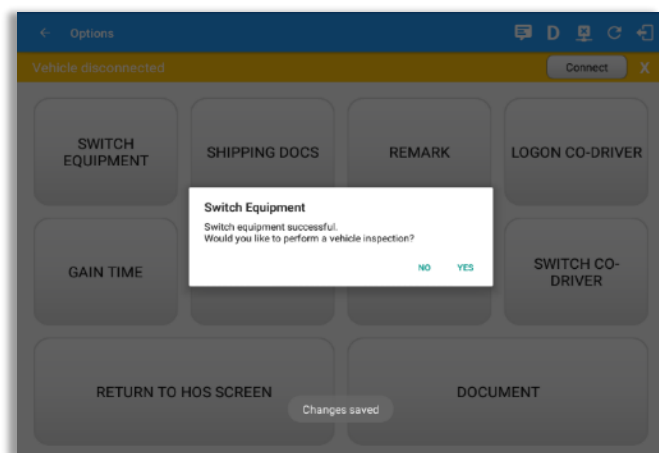 Options
D
Vehicle disconnected
Connect
X
SWITCH
EQUIPMENT
SHIPPING DOCS
REMARK
LOGON CO-DRIVER
Switch Equipment
Switch equipment successful.
Would you like to perform a vehicle inspection?
NO
YES
GAIN TIME
SWITCH CO-
DRIVER
RETURN TO HOS SCREEN
DOCUMENT
Changes saved